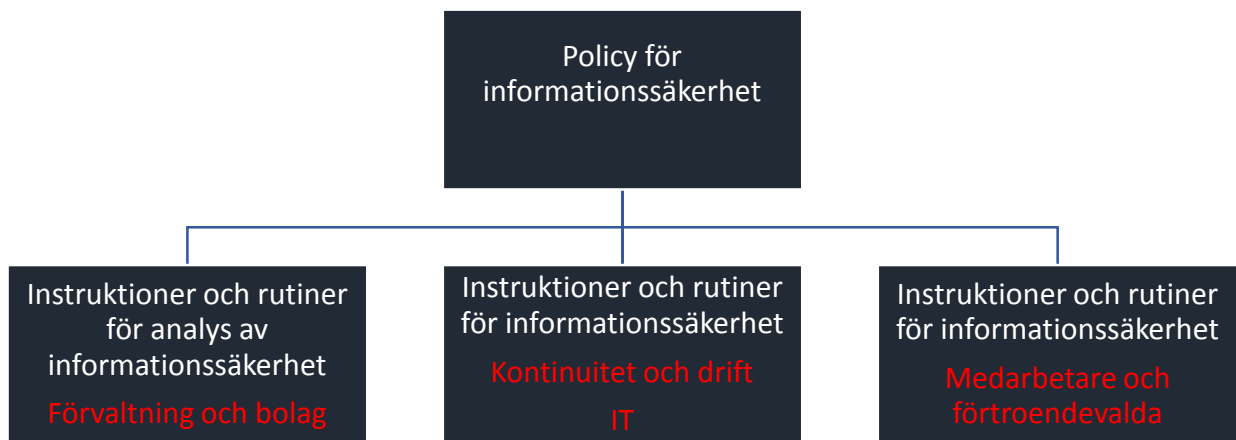 Policy för
informationssäkerhet
Instruktioner och rutiner
för analys av
informationssäkerhet
Förvaltning och bolag
Instruktioner och rutiner
för informationssäkerhet
Kontinuitet och drift
IT
Instruktioner och rutiner
för informationssäkerhet
Medarbetare och
förtroendevalda